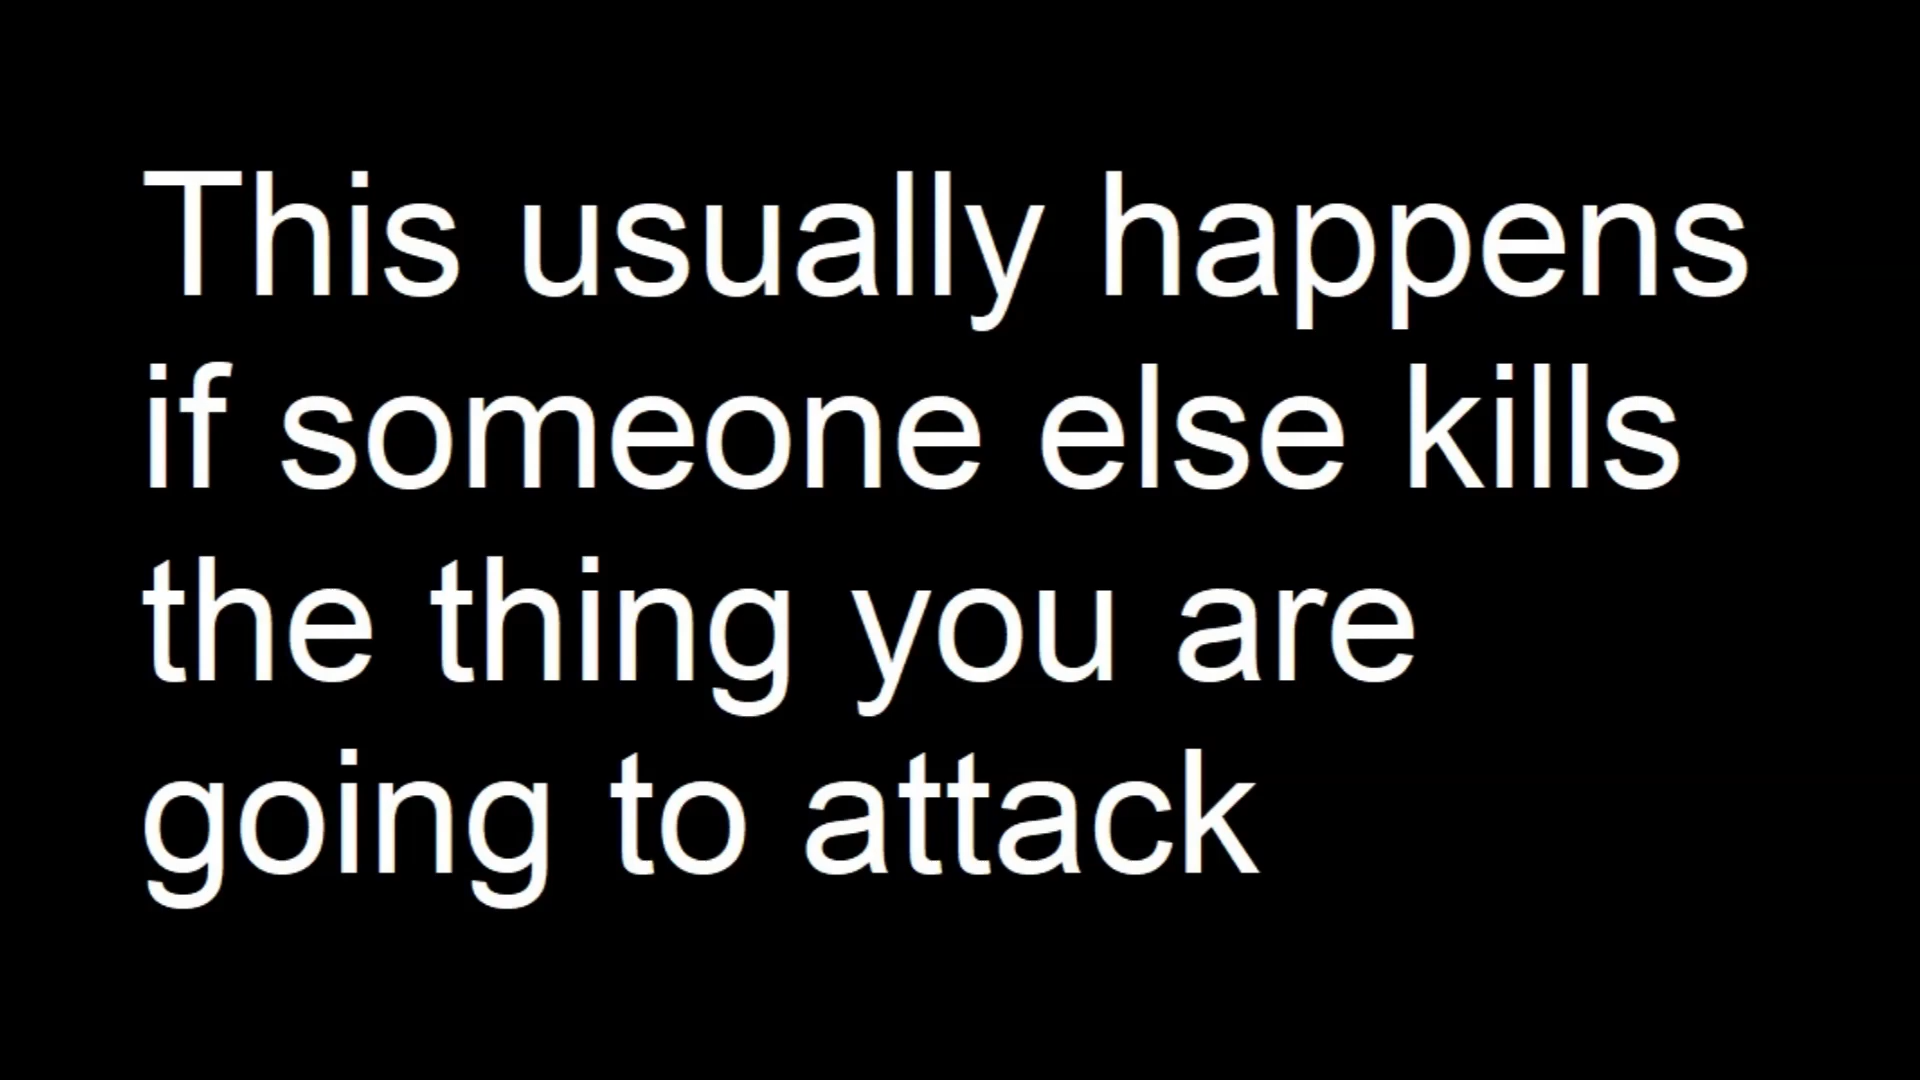 This usually happens
if someone else kills
the thing you are
going to attack